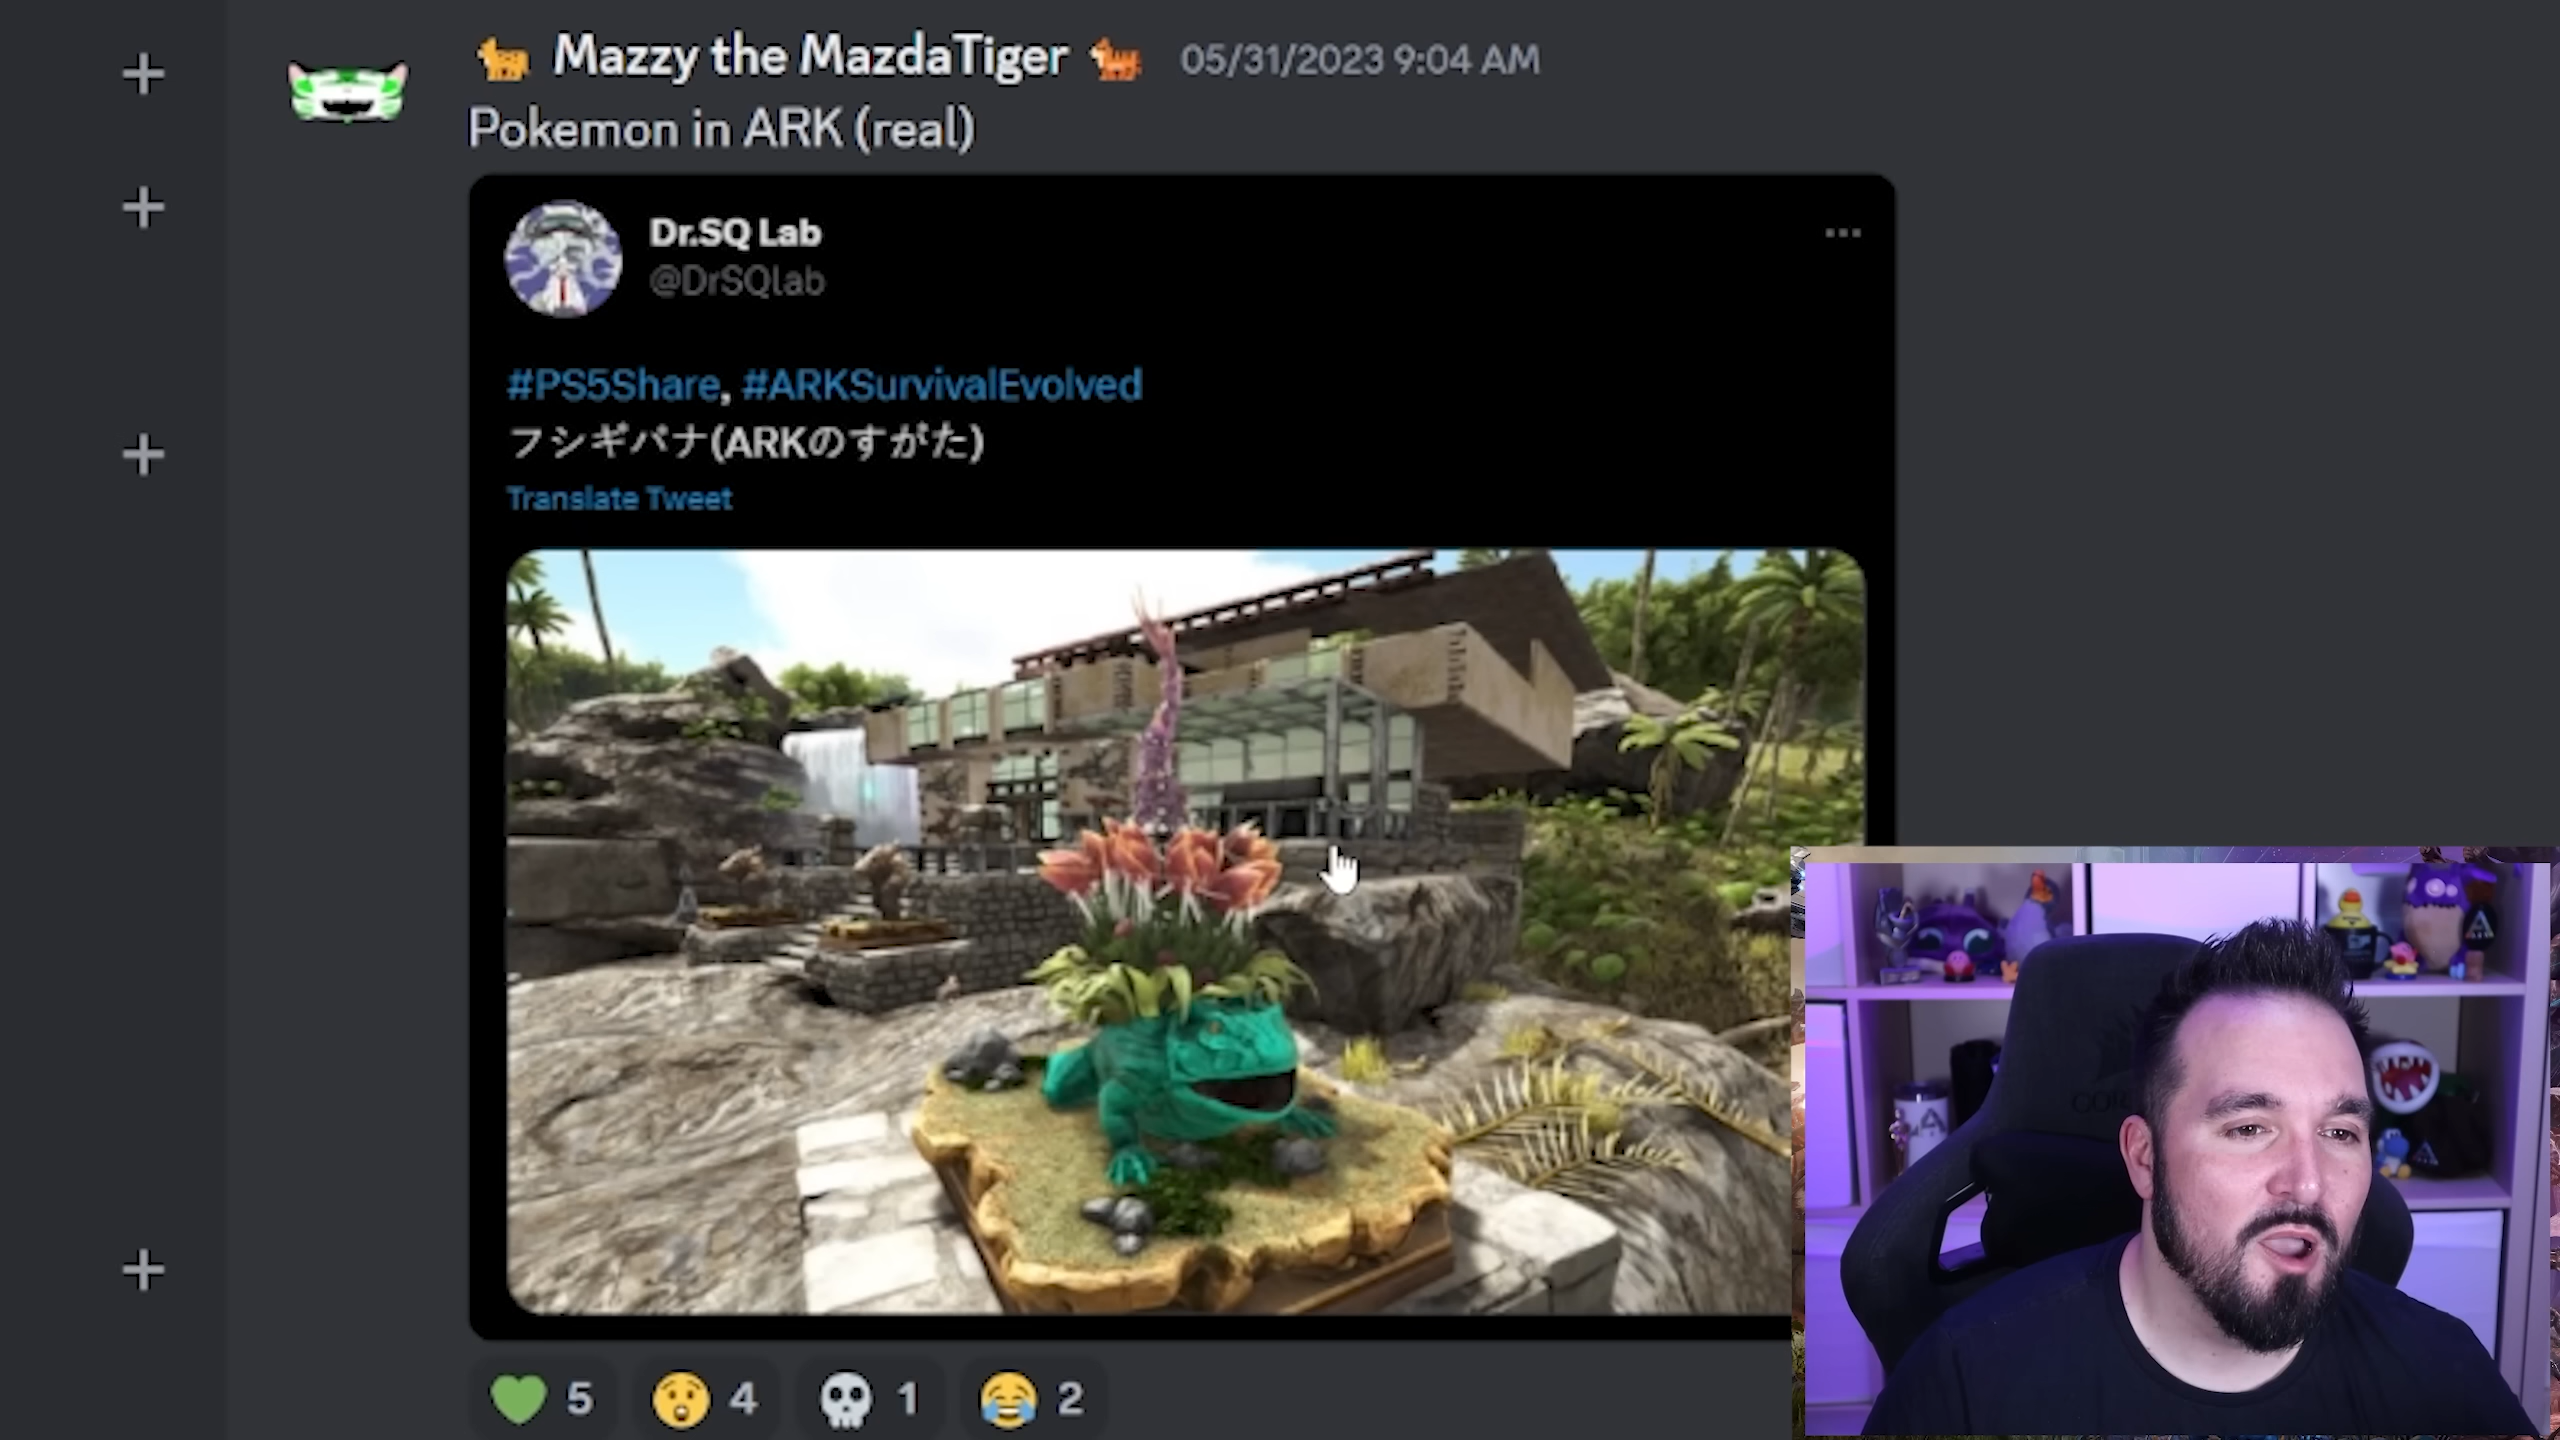 Mazzy the MazdaTiger 05/31/2023 9:04 AM
Pokemon in ARK (real)
Dr.SQ Lab
@DrSQlab
#PS5Share, #ARKSurvivalEvolved
フシギバナ(ARKのすがた)
Translate Tweet
5 4 1 2